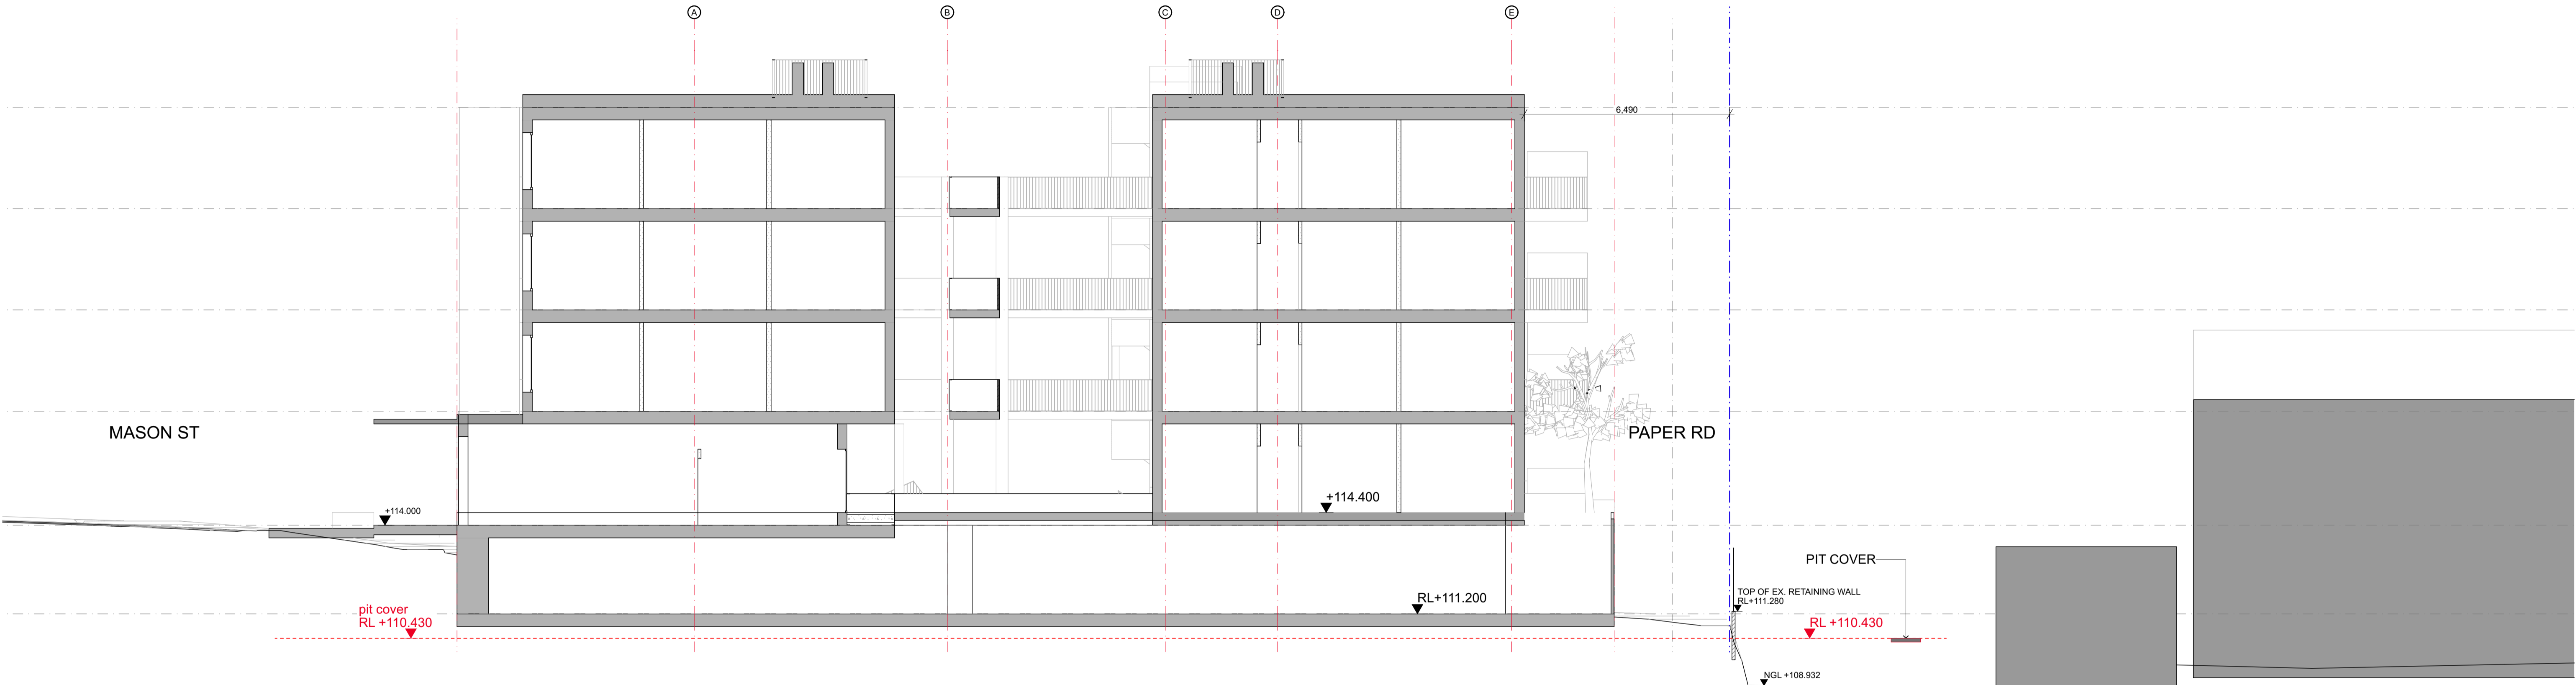 A
B
C
D
E
6,490
MASON ST
PAPER RD
+114.400
+114.000
PIT COVER
TOP OF EX. RETAINING WALL
RL+111.280
RL+111.200
pit cover
RL +110.430
RL +110.430
NGL +108.932